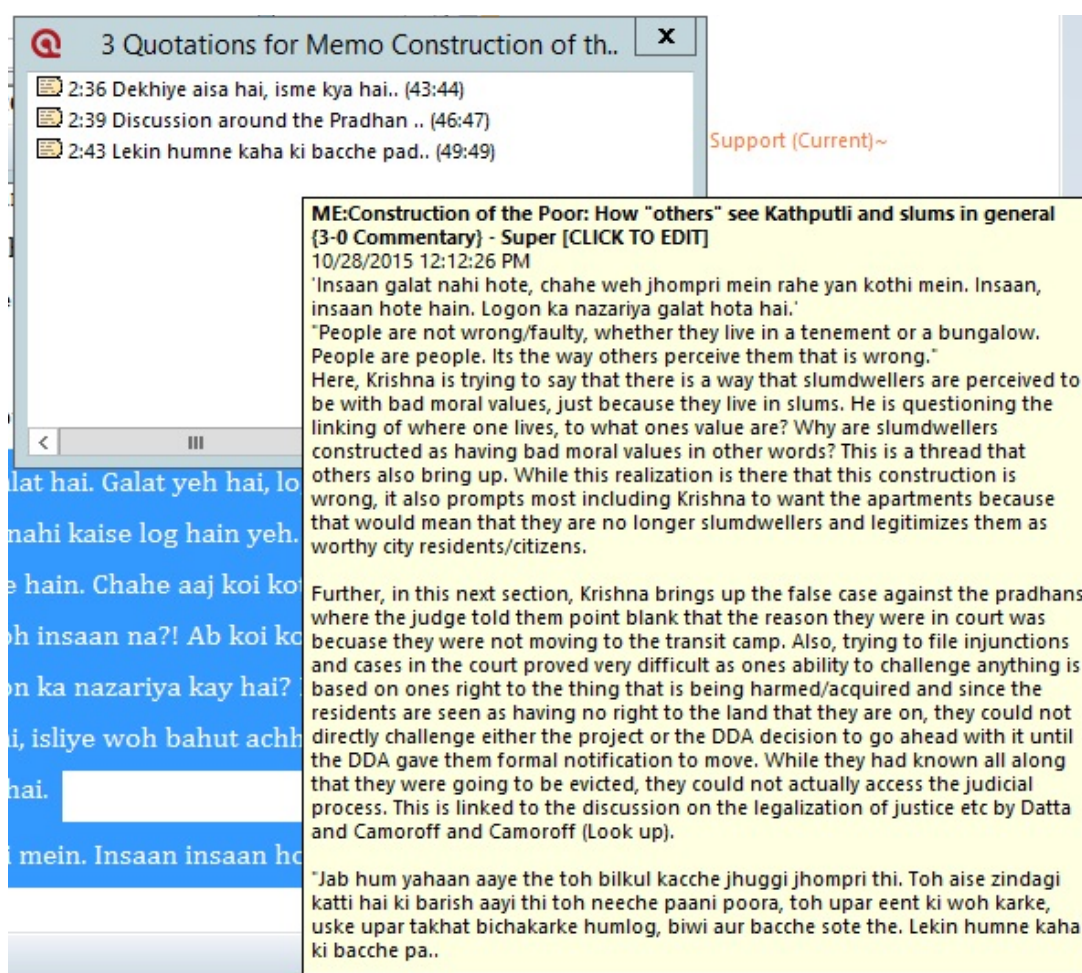 3 Quotations for Memo Construction of th..
x
2:36 Dekhiye aisa hai, isme kya hai.. (43:44)
2:39 Discussion around the Pradhan .. (46:47)
2:43 Lekin humne kaha ki bacche pad.. (49:49)
Support (Current)~
ME:Construction of the Poor: How "others" see Kathputli and slums in general
{3-0 Commentary} - Super [CLICK TO EDIT]
10/28/2015 12:12:26 PM
'Insaan galat nahi hote, chahe weh jhompri mein rahe yan kothi mein. Insaan,
insaan hote hain. Logon ka nazariya galat hota hai.'
"People are not wrong/faulty, whether they live in a tenement or a bungalow.
People are people. Its the way others perceive them that is wrong."
Here, Krishna is trying to say that there is a way that slumdwellers are perceived to
be with bad moral values, just because they live in slums. He is questioning the
linking of where one lives, to what ones value are? Why are slumdwellers
constructed as having bad moral values in other words? This is a thread that
others also bring up. While this realization is there that this construction is
wrong, it also prompts most including Krishna to want the apartments because
that would mean that they are no longer slumdwellers and legitimizes them as
worthy city residents/citizens.
Further, in this next section, Krishna brings up the false case against the pradhans
where the judge told them point blank that the reason they were in court was
becuase they were not moving to the transit camp. Also, trying to file injunctions
and cases in the court proved very difficult as ones ability to challenge anything is
based on ones right to the thing that is being harmed/acquired and since the
residents are seen as having no right to the land that they are on, they could not
directly challenge either the project or the DDA decision to go ahead with it until
the DDA gave them formal notification to move. While they had known all along
that they were going to be evicted, they could not actually access the judicial
process. This is linked to the discussion on the legalization of justice etc by Datta
and Camoroff and Camoroff (Look up).
"Jab hum yahaan aaye the toh bilkul kacche jhuggi jhompri thi. Toh aise zindagi
katti hai ki barish aayi thi toh neeche paani poora, toh upar eent ki woh karke,
uske upar takhat bichakarke humlog, biwi aur bacche sote the. Lekin humne kaha
ki bacche pa..
lat hai. Galat yeh hai, lo
nahi kaise log hain yeh.
e hain. Chahe aaj koi kot
oh insaan na?! Ab koi ko
on ka nazariya kay hai?
ai, isliye woh bahut achh
hai.
i mein. Insaan insaan ho